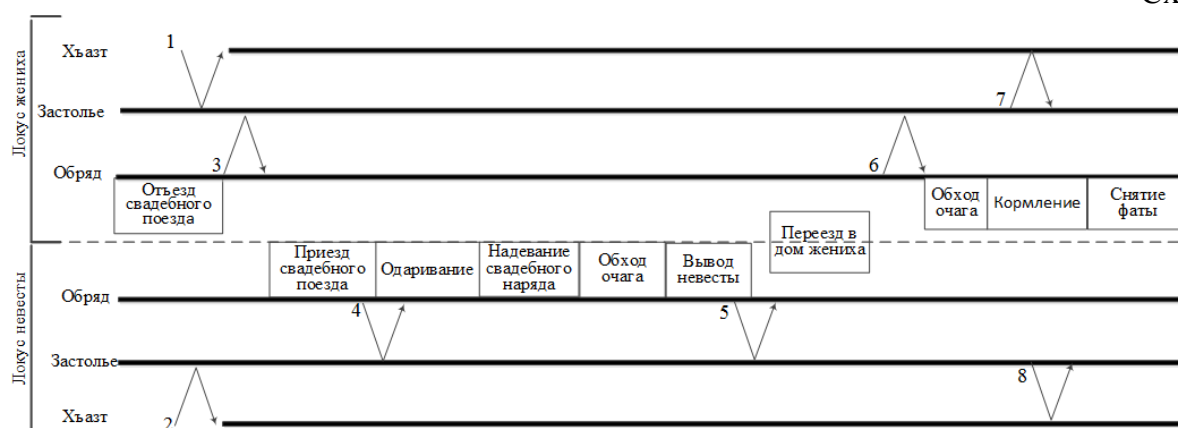 Сх
Локус жениха
Хъазт
1
Застолье
7
Обряд
3
6
Отъезд
свадебного
поезда
Обход
очага
Кормление
Снятие
фаты
Переезд в
дом жениха
Локус невесты
Приезд
свадебного
поезда
Одаривание
Надевание
свадебного
наряда
Обход
очага
Вывод
невесты
Обряд
4
5
Застолье
8
Хъазт
2